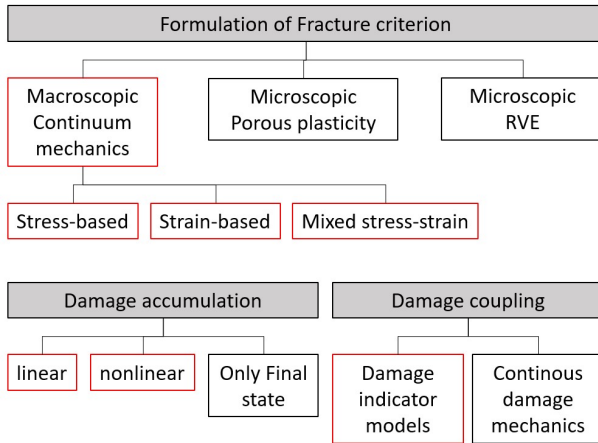 Formulation of Fracture criterion
Macroscopic
Continuum
mechanics
Microscopic
Porous plasticity
Microscopic
RVE
Stress-based
Strain-based
Mixed stress-strain
Damage accumulation
linear
nonlinear
Only Final
state
Damage coupling
Damage
indicator
models
Continous
damage
mechanics